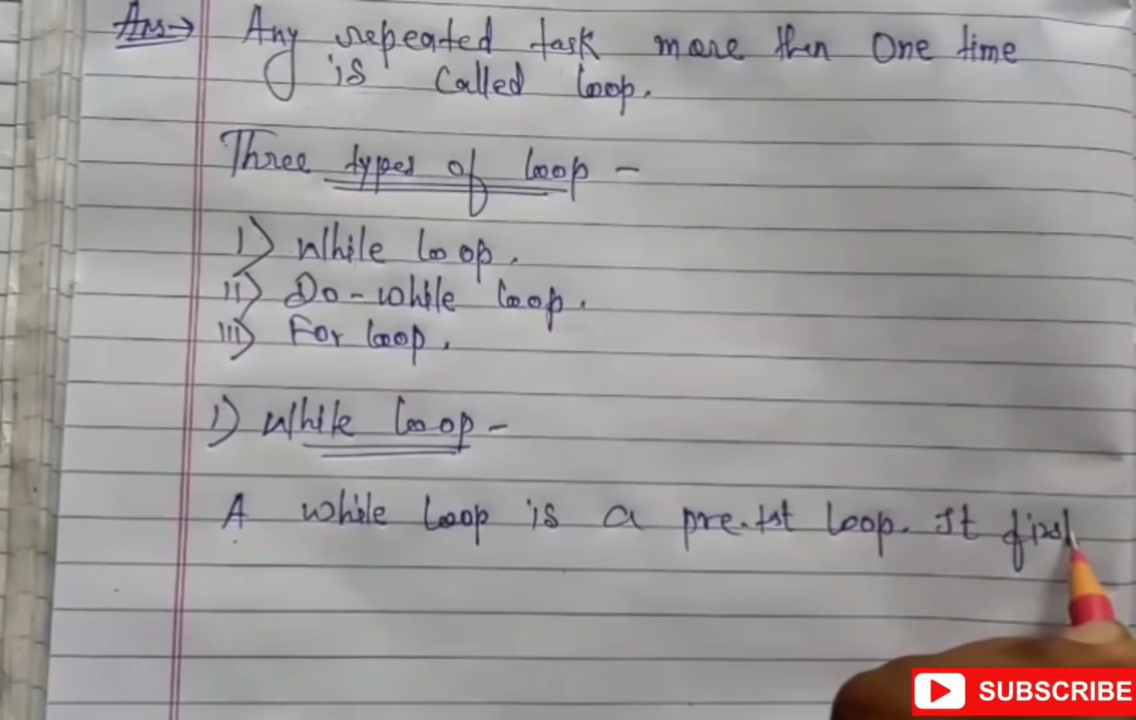 Ans→ Any repeated task more then One time
is called loop.
Three types of loop -
I) While loop.
II) Do-while loop.
III) For loop.
1) While loop -
A while loop is a pre-tst loop. It first
SUBSCRIBE